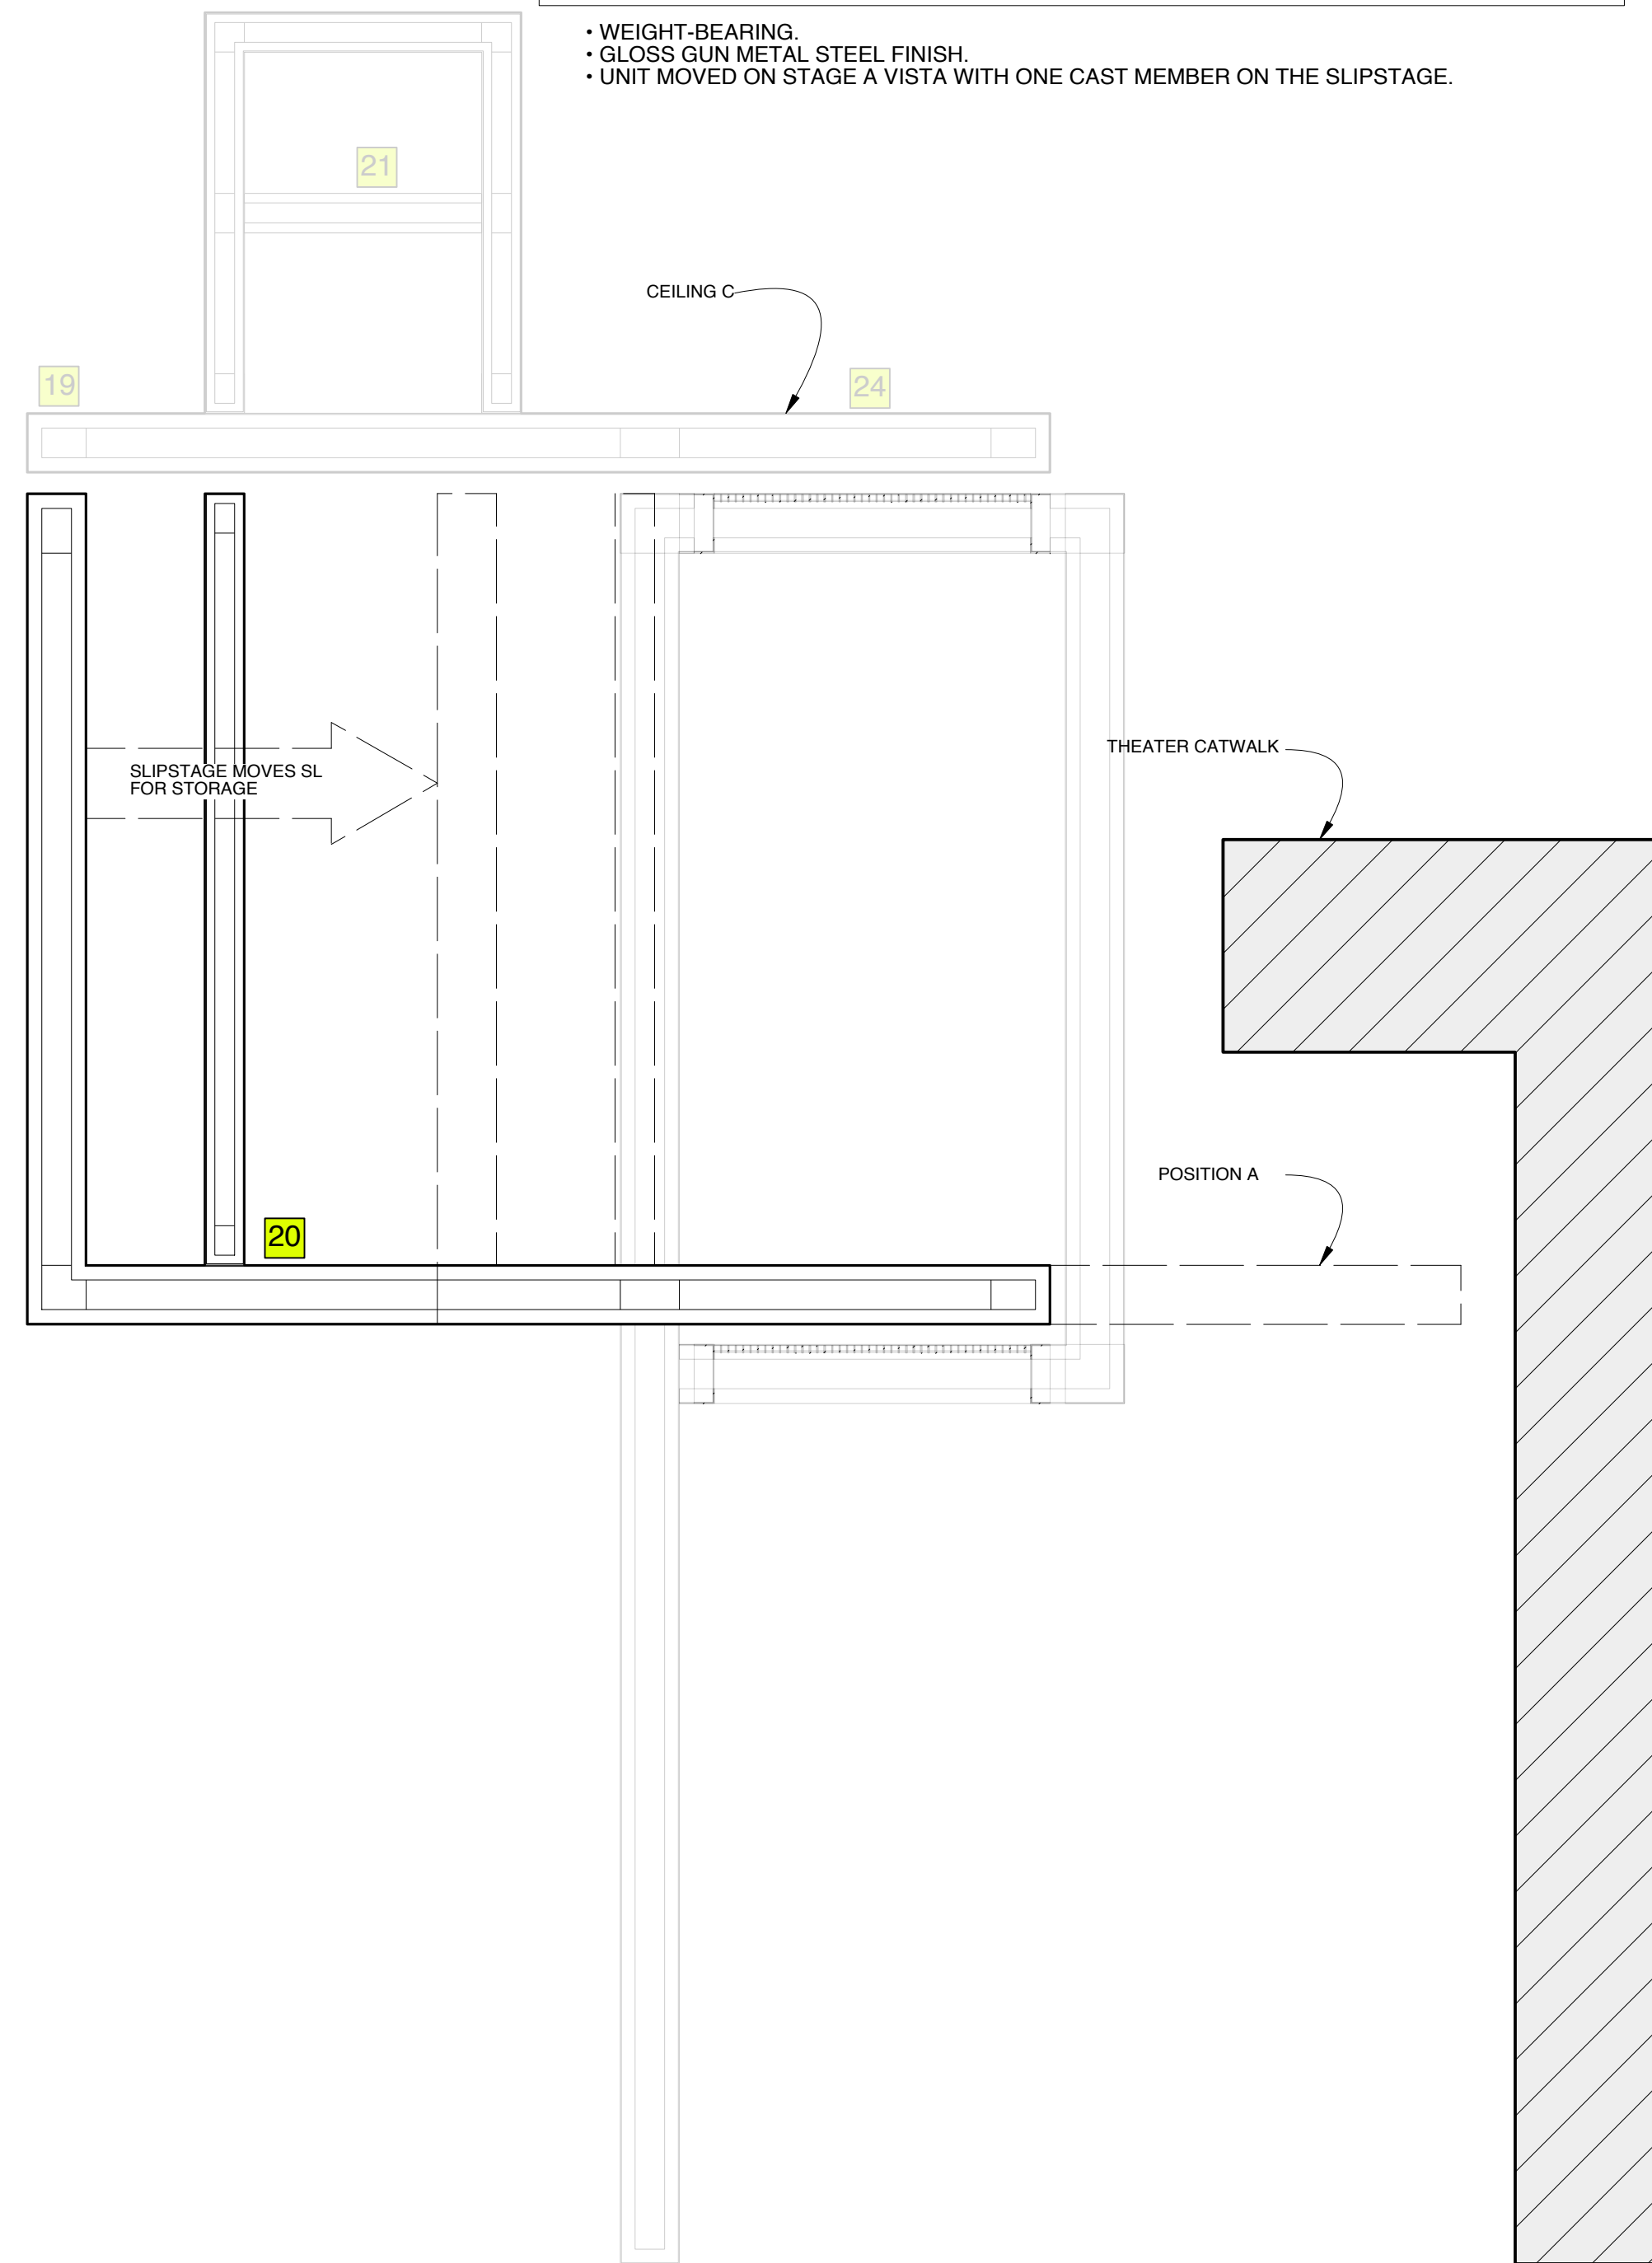 • WEIGHT-BEARING.
• GLOSS GUN METAL STEEL FINISH.
• UNIT MOVED ON STAGE A VISTA WITH ONE CAST MEMBER ON THE SLIPSTAGE.
21
CEILING C
19
24
THEATER CATWALK
SLIPSTAGE MOVES SL
FOR STORAGE
POSITION A
20